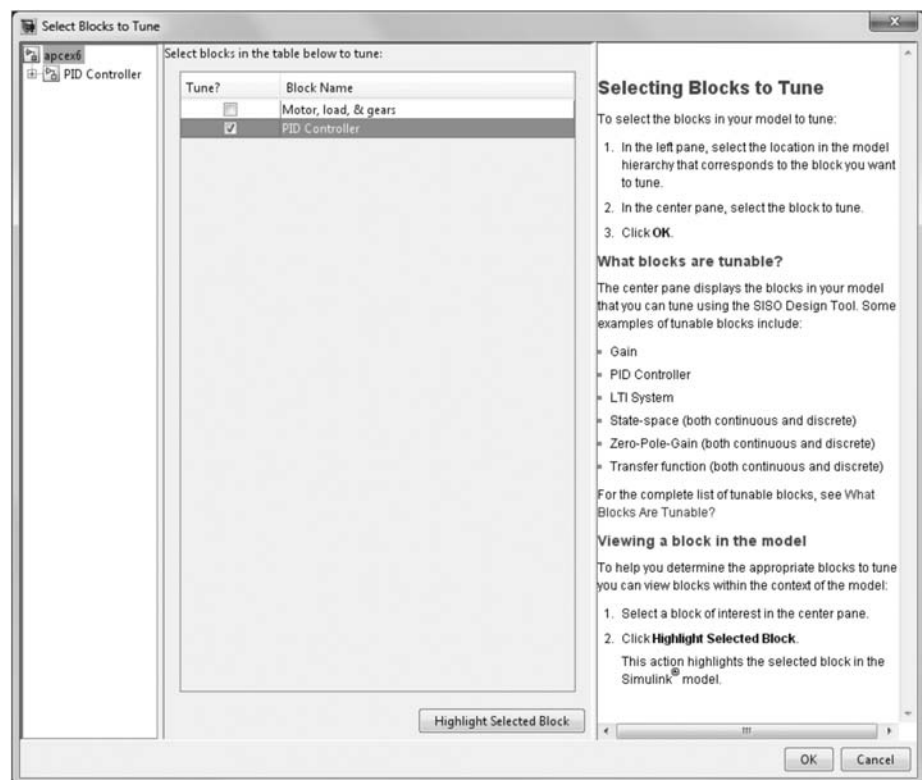 Select Blocks to Tune
apcex6
PID Controller
Select blocks in the table below to tune:
Tune? Block Name
Motor, load, & gears
PID Controller
Highlight Selected Block
Selecting Blocks to Tune
To select the blocks in your model to tune:
1. In the left pane, select the location in the model
hierarchy that corresponds to the block you want
to tune.
2. In the center pane, select the block to tune.
3. Click OK.
What blocks are tunable?
The center pane displays the blocks in your model
that you can tune using the SISO Design Tool. Some
examples of tunable blocks include:
Gain
PID Controller
LTI System
State-space (both continuous and discrete)
Zero-Pole-Gain (both continuous and discrete)
Transfer function (both continuous and discrete)
For the complete list of tunable blocks, see What
Blocks Are Tunable?
Viewing a block in the model
To help you determine the appropriate blocks to tune
you can view blocks within the context of the model:
1. Select a block of interest in the center pane.
2. Click Highlight Selected Block.
This action highlights the selected block in the
Simulink® model.
OK Cancel